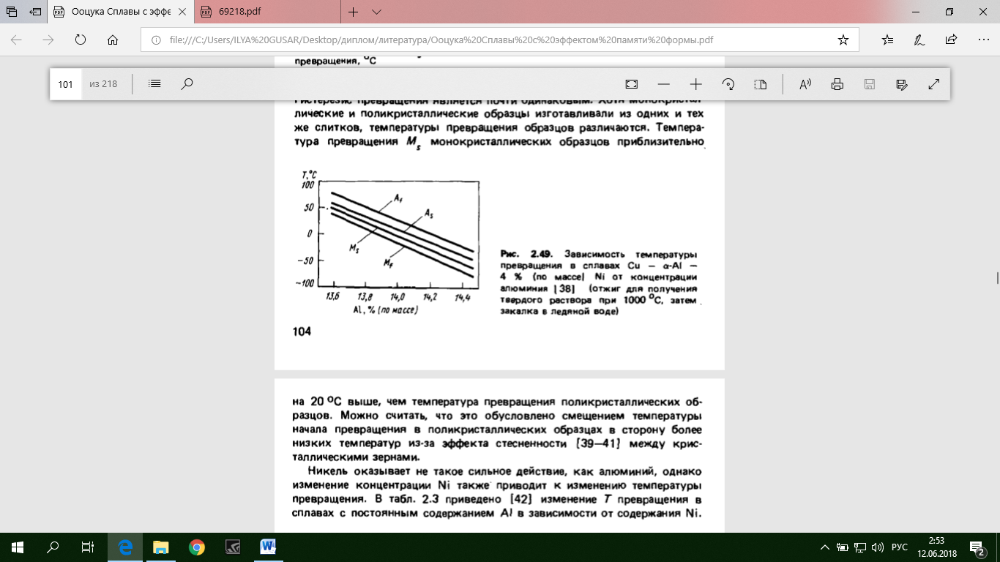 Ооцука Сплавы с эффе
69218.pdf
file:///C:/Users/ILYA%20GUSAR/Desktop/диплом/литература/Ооцука%20Сплавы%20с%20эффектом%20памяти%20формы.pdf
превращения, °С
101 из 218
Гистерезис превращения является почти одинаковым. Хотя монокристал-
лические и поликристаллические образцы изготавливали из одних и тех
же слитков, температуры превращения образцов различаются. Темпера-
тура превращения Ms монокристаллических образцов приблизительно
T,°C
100
50
0
−50
−100
Af
As
Ms
Mf
13,6 13,8 14,0 14,2 14,4
Al, % (по массе)
Рис. 2.49. Зависимость температуры
превращения в сплавах Cu — α-Al —
4 % (по массе) Ni от концентрации
алюминия [38] (отжиг для получения
твердого раствора при 1000 °С, затем
закалка в ледяной воде)
104
на 20 °С выше, чем температура превращения поликристаллических об-
разцов. Можно считать, что это обусловлено смещением температуры
начала превращения в поликристаллических образцах в сторону более
низких температур из-за эффекта стесненности [39—41] между крис-
таллическими зернами.
Никель оказывает не такое сильное действие, как алюминий, однако
изменение концентрации Ni также приводит к изменению температуры
превращения. В табл. 2.3 приведено [42] изменение T превращения в
сплавах с постоянным содержанием Al в зависимости от содержания Ni.
РУС
2:53
12.06.2018
2